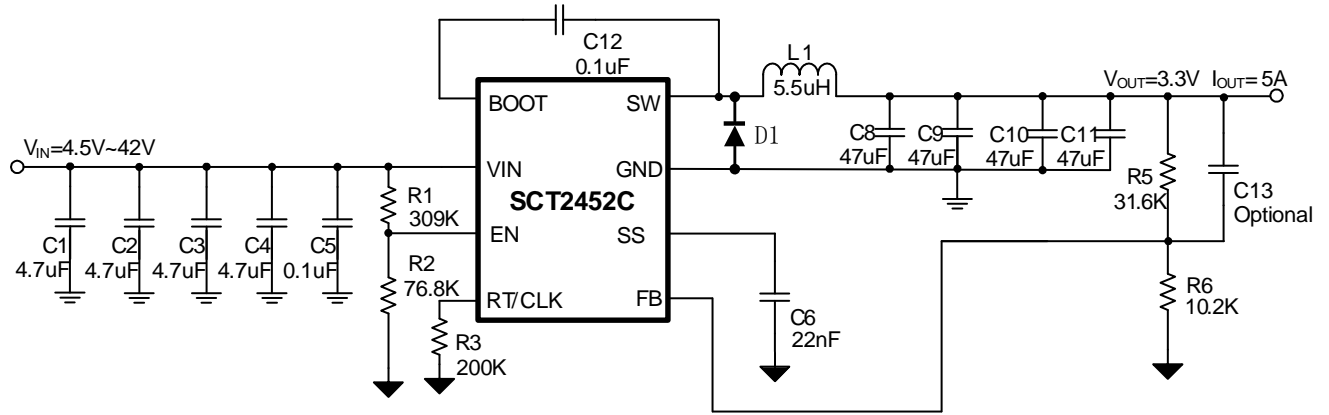 C12
0.1uF
L1
5.5uH
VOUT=3.3V IOUT= 5A
BOOT
SW
D1
C8
47uF
C9
47uF
C10
47uF
C11
47uF
VIN=4.5V~42V
VIN
GND
SCT2452C
R1
309K
R5
31.6K
C13
Optional
C1
4.7uF
C2
4.7uF
C3
4.7uF
C4
4.7uF
C5
0.1uF
EN
SS
R2
76.8K
RT/CLK
FB
R3
200K
C6
22nF
R6
10.2K